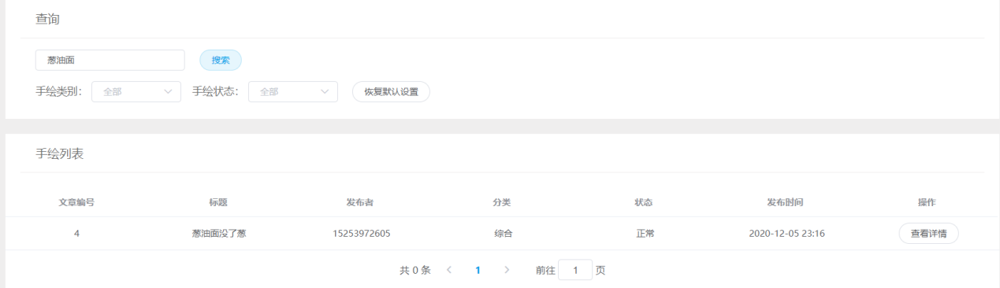 查询
葱油面 搜索
手绘类别： 全部 手绘状态： 全部 恢复默认设置
手绘列表
文章编号 标题 发布者 分类 状态 发布时间 操作
4 葱油面没了葱 15253972605 综合 正常 2020-12-05 23:16 查看详情
共 0 条 1 前往 1 页